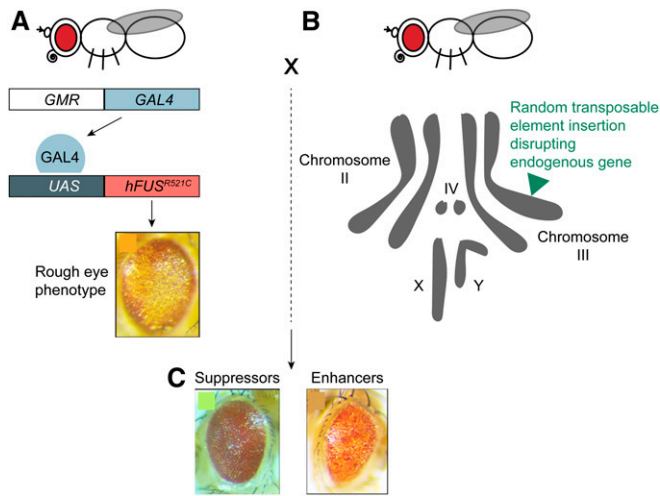 A
GMR
GAL4
GAL4
UAS
hFUSR521C
Rough eye
phenotype
X
B
Random transposable
element insertion
disrupting
endogenous gene
Chromosome
II
IV
Chromosome
III
X
Y
C
Suppressors
Enhancers